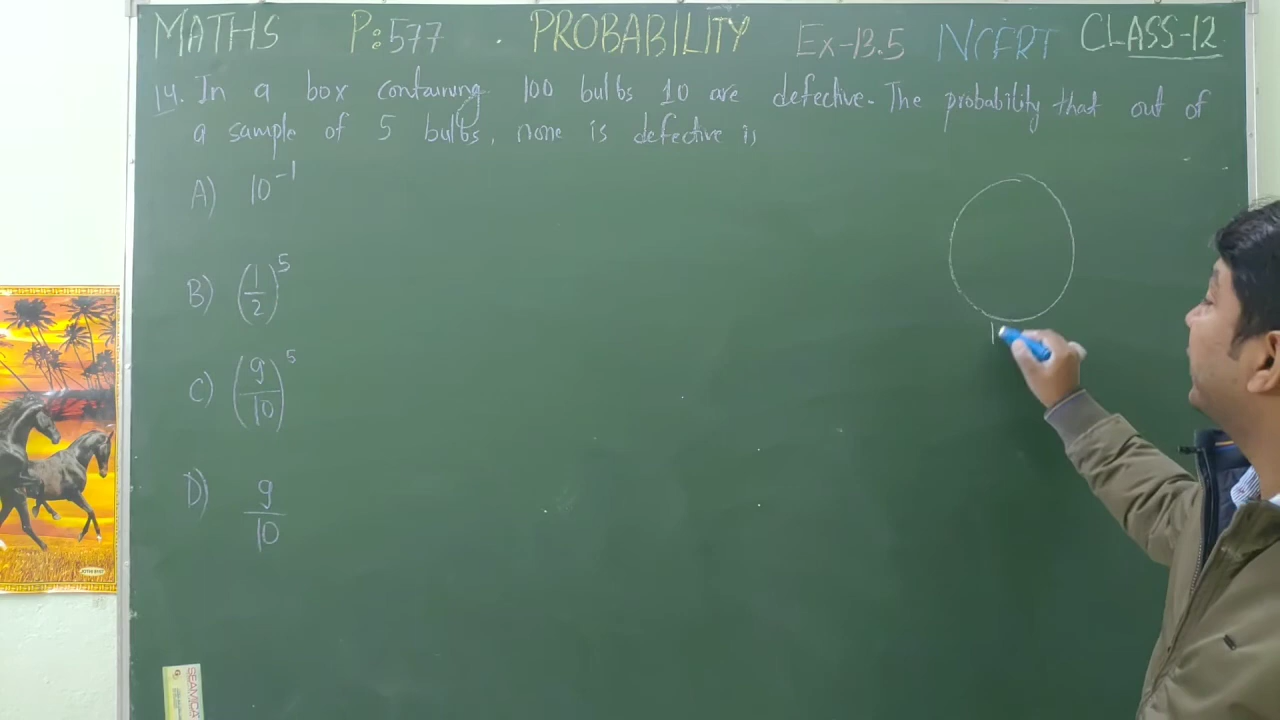 MATHS P:577 . PROBABILITY Ex-13.5 NCERT CLASS-12
14. In a box containing 100 bulbs 10 are defective. The probability that out of
a sample of 5 bulbs, none is defective is
A) 10⁻¹
B) (1/2)⁵
C) (9/10)⁵
D) 9/10
1